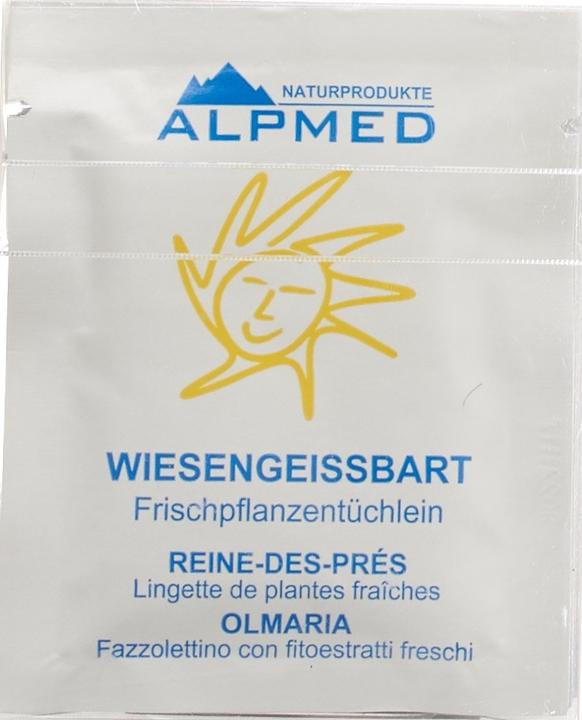 NATURPRODUKTE
ALPMED
WIESENGEISSBART
Frischpflanzentüchlein
REINE-DES-PRÉS
Lingette de plantes fraîches
OLMARIA
Fazzolettino con fitoestratti freschi